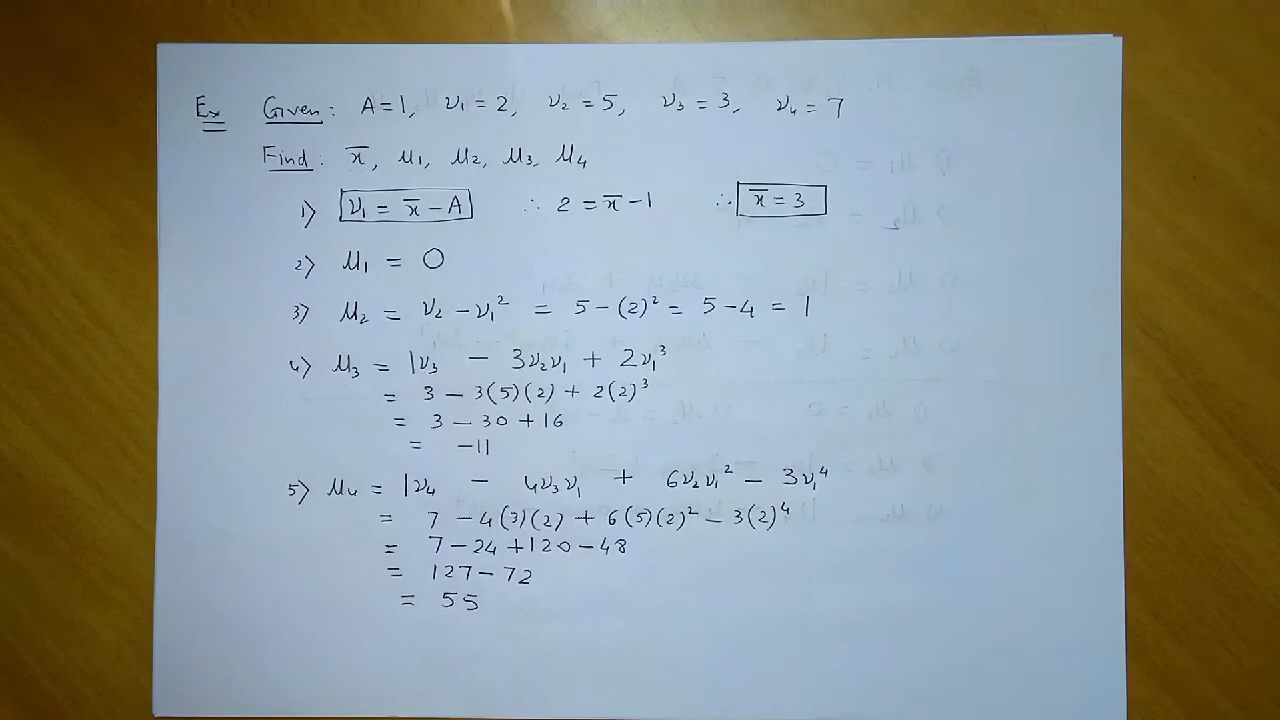 Ex Given: A=1, ν₁ = 2, ν₂ = 5, ν₃ = 3, ν₄ = 7
Find: x̅, μ₁, μ₂, μ₃, μ₄
1) ν₁ = x̅ – A ∴ 2 = x̅ – 1 ∴ x̅ = 3
2) μ₁ = 0
3) μ₂ = ν₂ – ν₁² = 5 – (2)² = 5 – 4 = 1
4) μ₃ = 1ν₃ – 3ν₂ν₁ + 2ν₁³
= 3 – 3(5)(2) + 2(2)³
= 3 – 30 + 16
= –11
5) μ₄ = 1ν₄ – 4ν₃ν₁ + 6ν₂ν₁² – 3ν₁⁴
= 7 – 4(3)(2) + 6(5)(2)² – 3(2)⁴
= 7 – 24 + 120 – 48
= 127 – 72
= 55